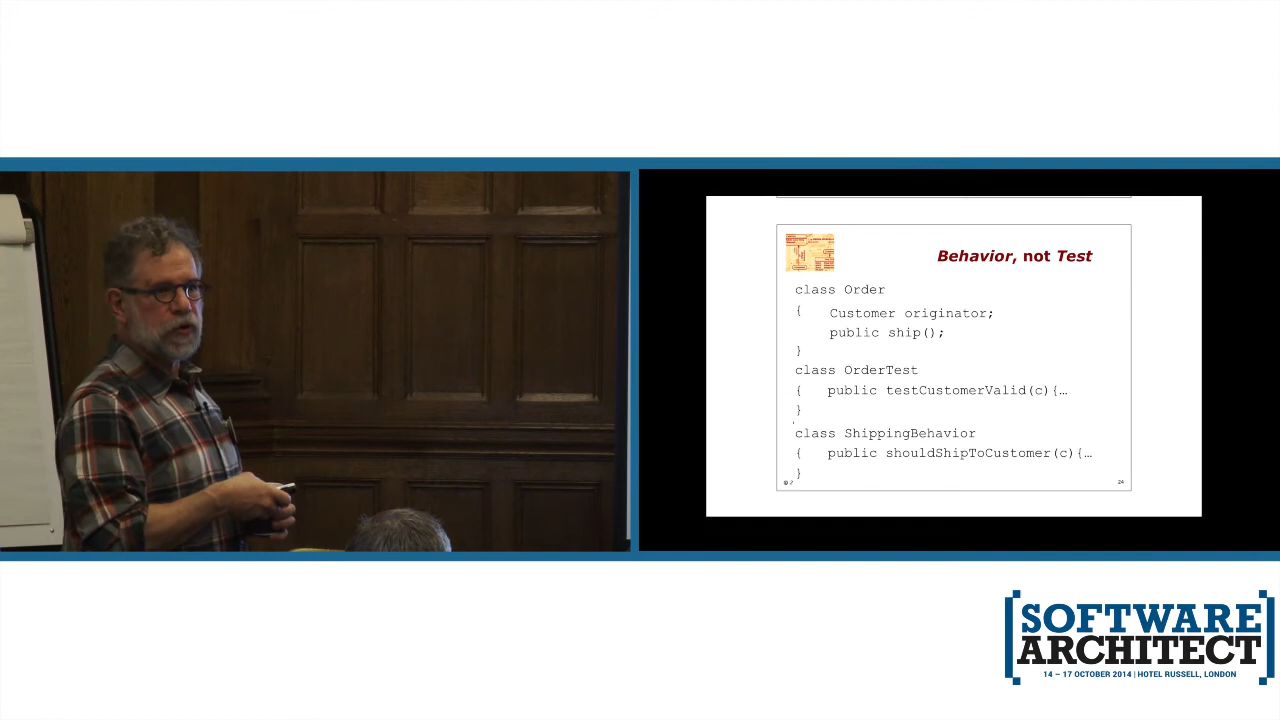 Behavior, not Test
class Order
{ Customer originator;
public ship();
}
class OrderTest
{ public testCustomerValid(c){…
}
class ShippingBehavior
{ public shouldShipToCustomer(c){…
}
24
[SOFTWARE
ARCHITECT]
14 – 17 OCTOBER 2014 | HOTEL RUSSELL, LONDON